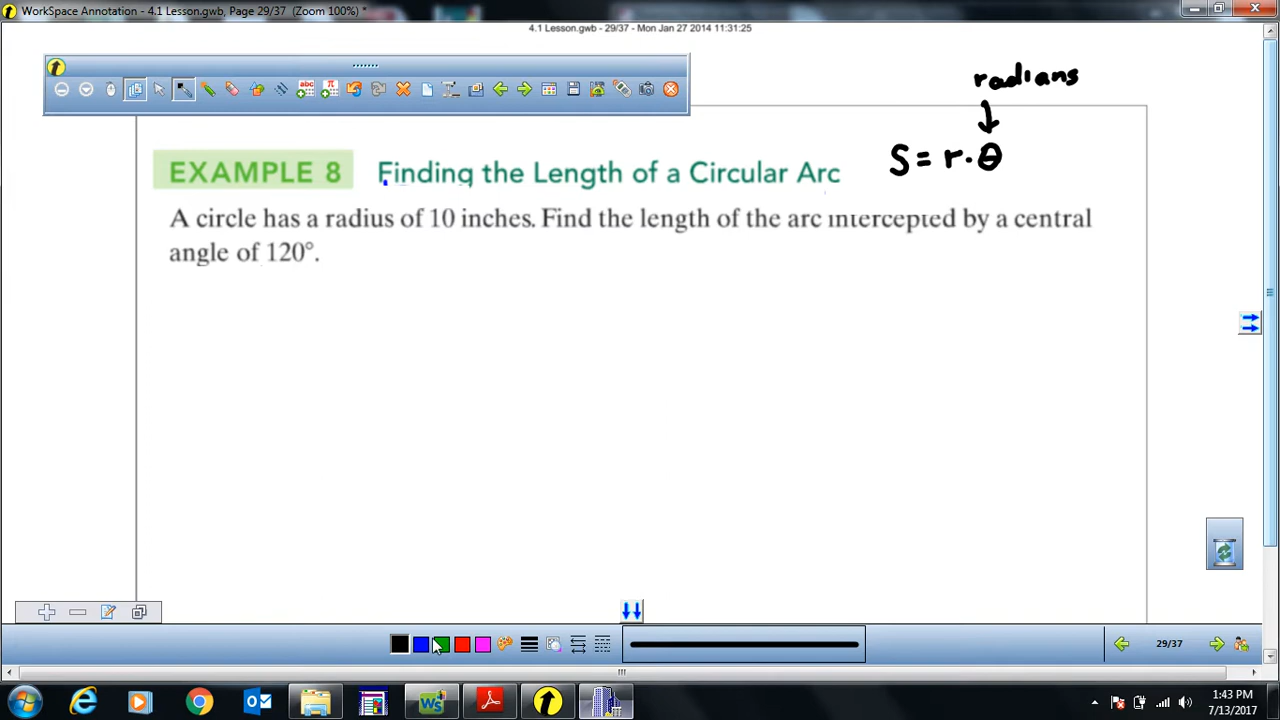 WorkSpace Annotation - 4.1 Lesson.gwb, Page 29/37 (Zoom 100%) *
4.1 Lesson.gwb - 29/37 - Mon Jan 27 2014 11:31:25
radians
S = r · θ
EXAMPLE 8 Finding the Length of a Circular Arc
A circle has a radius of 10 inches. Find the length of the arc intercepted by a central
angle of 120°.
29/37
1:43 PM
7/13/2017